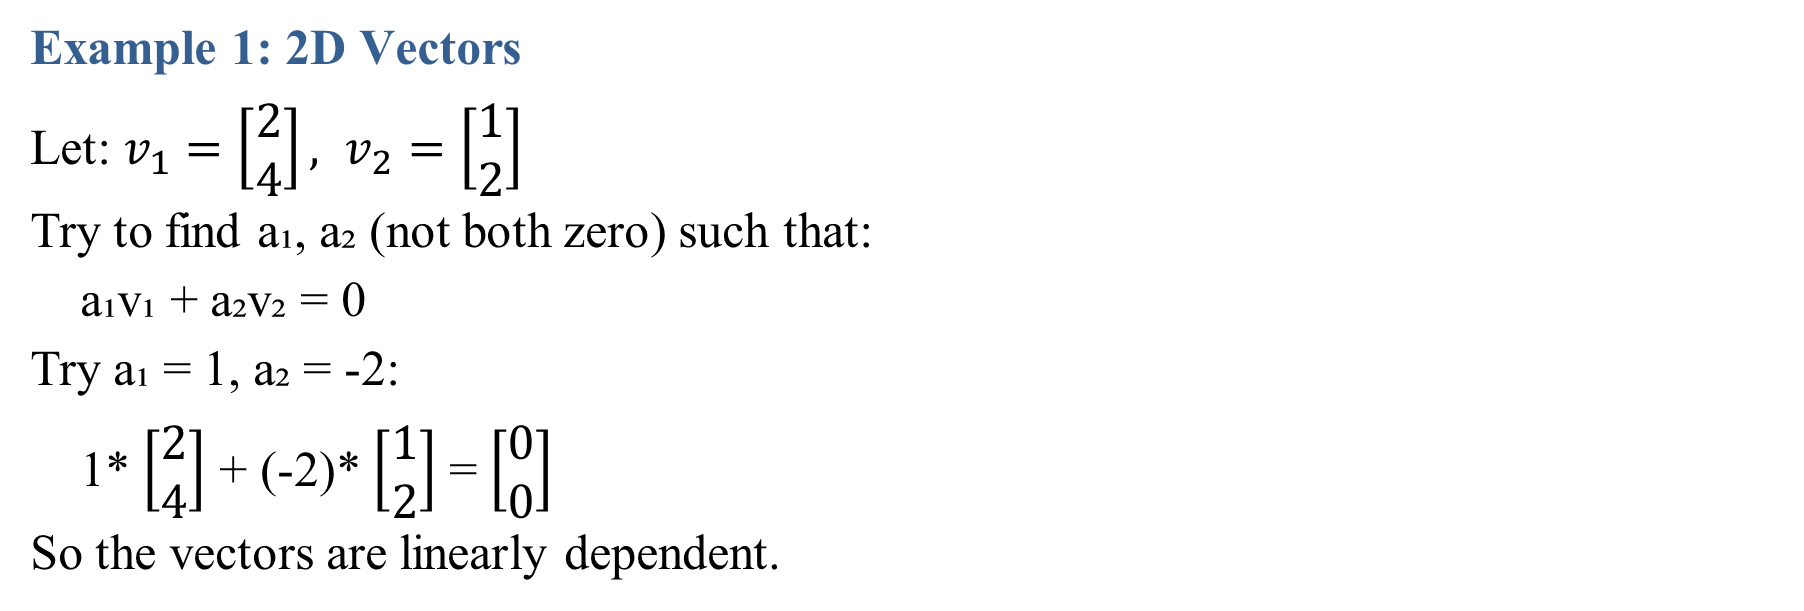 Example 1: 2D Vectors
Let: 𝑣₁ = [2 4], 𝑣₂ = [1 2]
Try to find a₁, a₂ (not both zero) such that:
a₁v₁ + a₂v₂ = 0
Try a₁ = 1, a₂ = -2:
1* [2 4] + (-2)* [1 2] = [0 0]
So the vectors are linearly dependent.